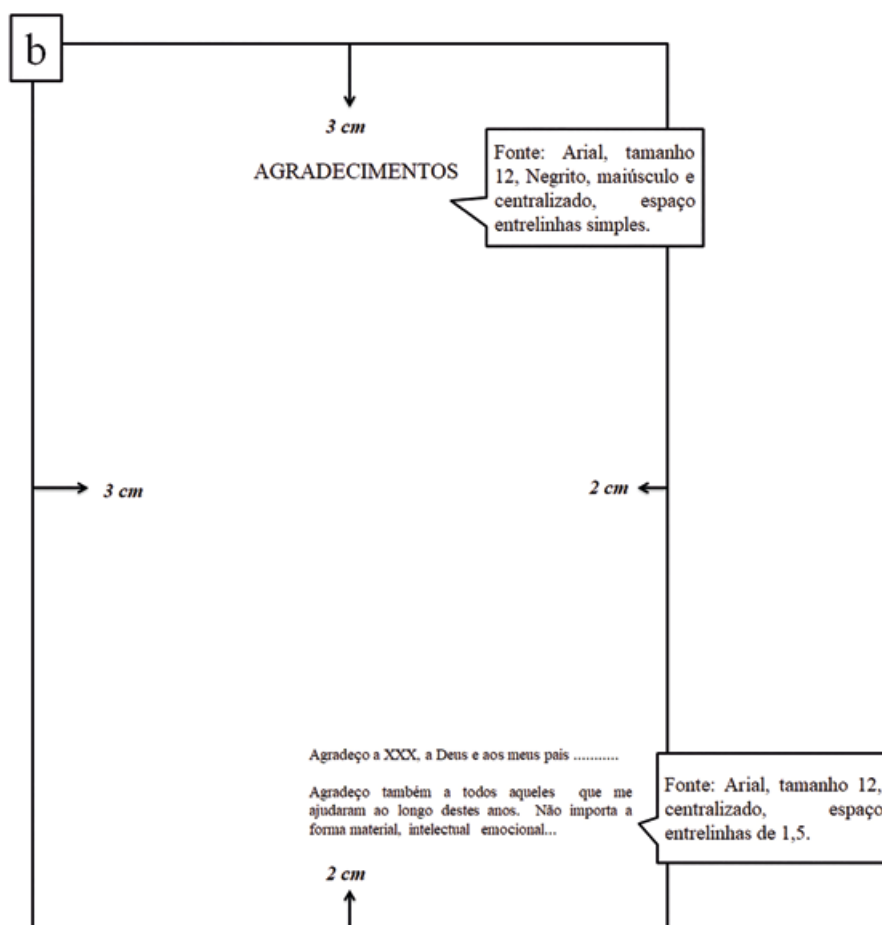 b
3 cm
AGRADECIMENTOS
Fonte: Arial, tamanho
12, Negrito, maiúsculo e
centralizado, espaço
entrelinhas simples.
3 cm
2 cm
Agradeço a XXX, a Deus e aos meus pais ...........
Agradeço também a todos aqueles que me
ajudaram ao longo destes anos. Não importa a
forma material, intelectual emocional...
Fonte: Arial, tamanho 12,
centralizado, espaço
entrelinhas de 1,5.
2 cm